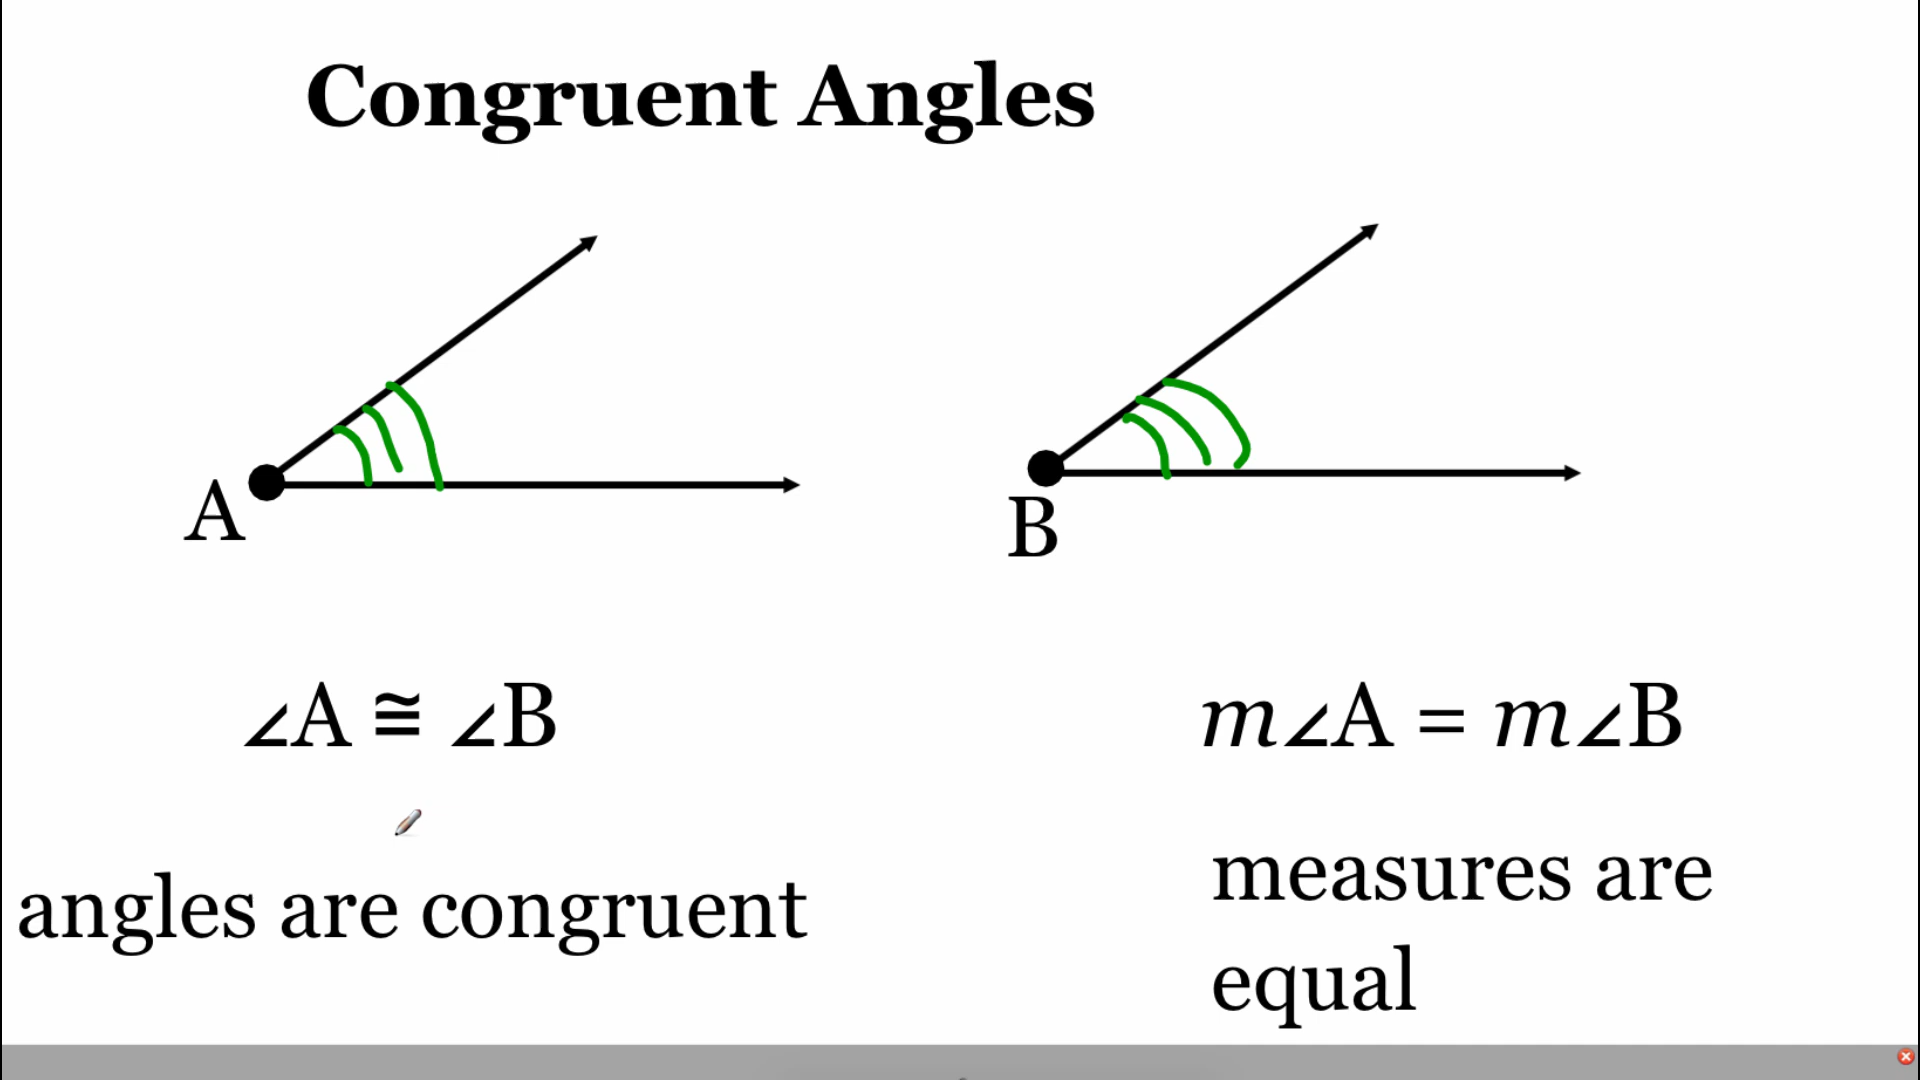 Congruent Angles
A
B
∠A ≅ ∠B
m∠A = m∠B
angles are congruent
measures are
equal